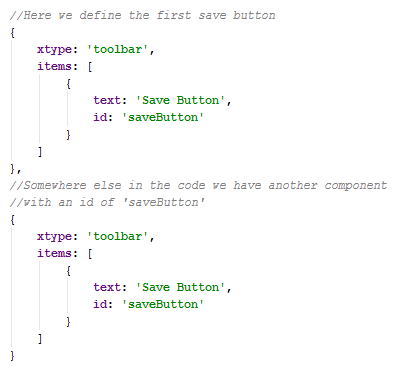 //Here we define the first save button
{
    xtype: 'toolbar',
    items: [
        {
            text: 'Save Button',
            id: 'saveButton'
        }
    ]
},
//Somewhere else in the code we have another component
//with an id of 'saveButton'
{
    xtype: 'toolbar',
    items: [
        {
            text: 'Save Button',
            id: 'saveButton'
        }
    ]
}